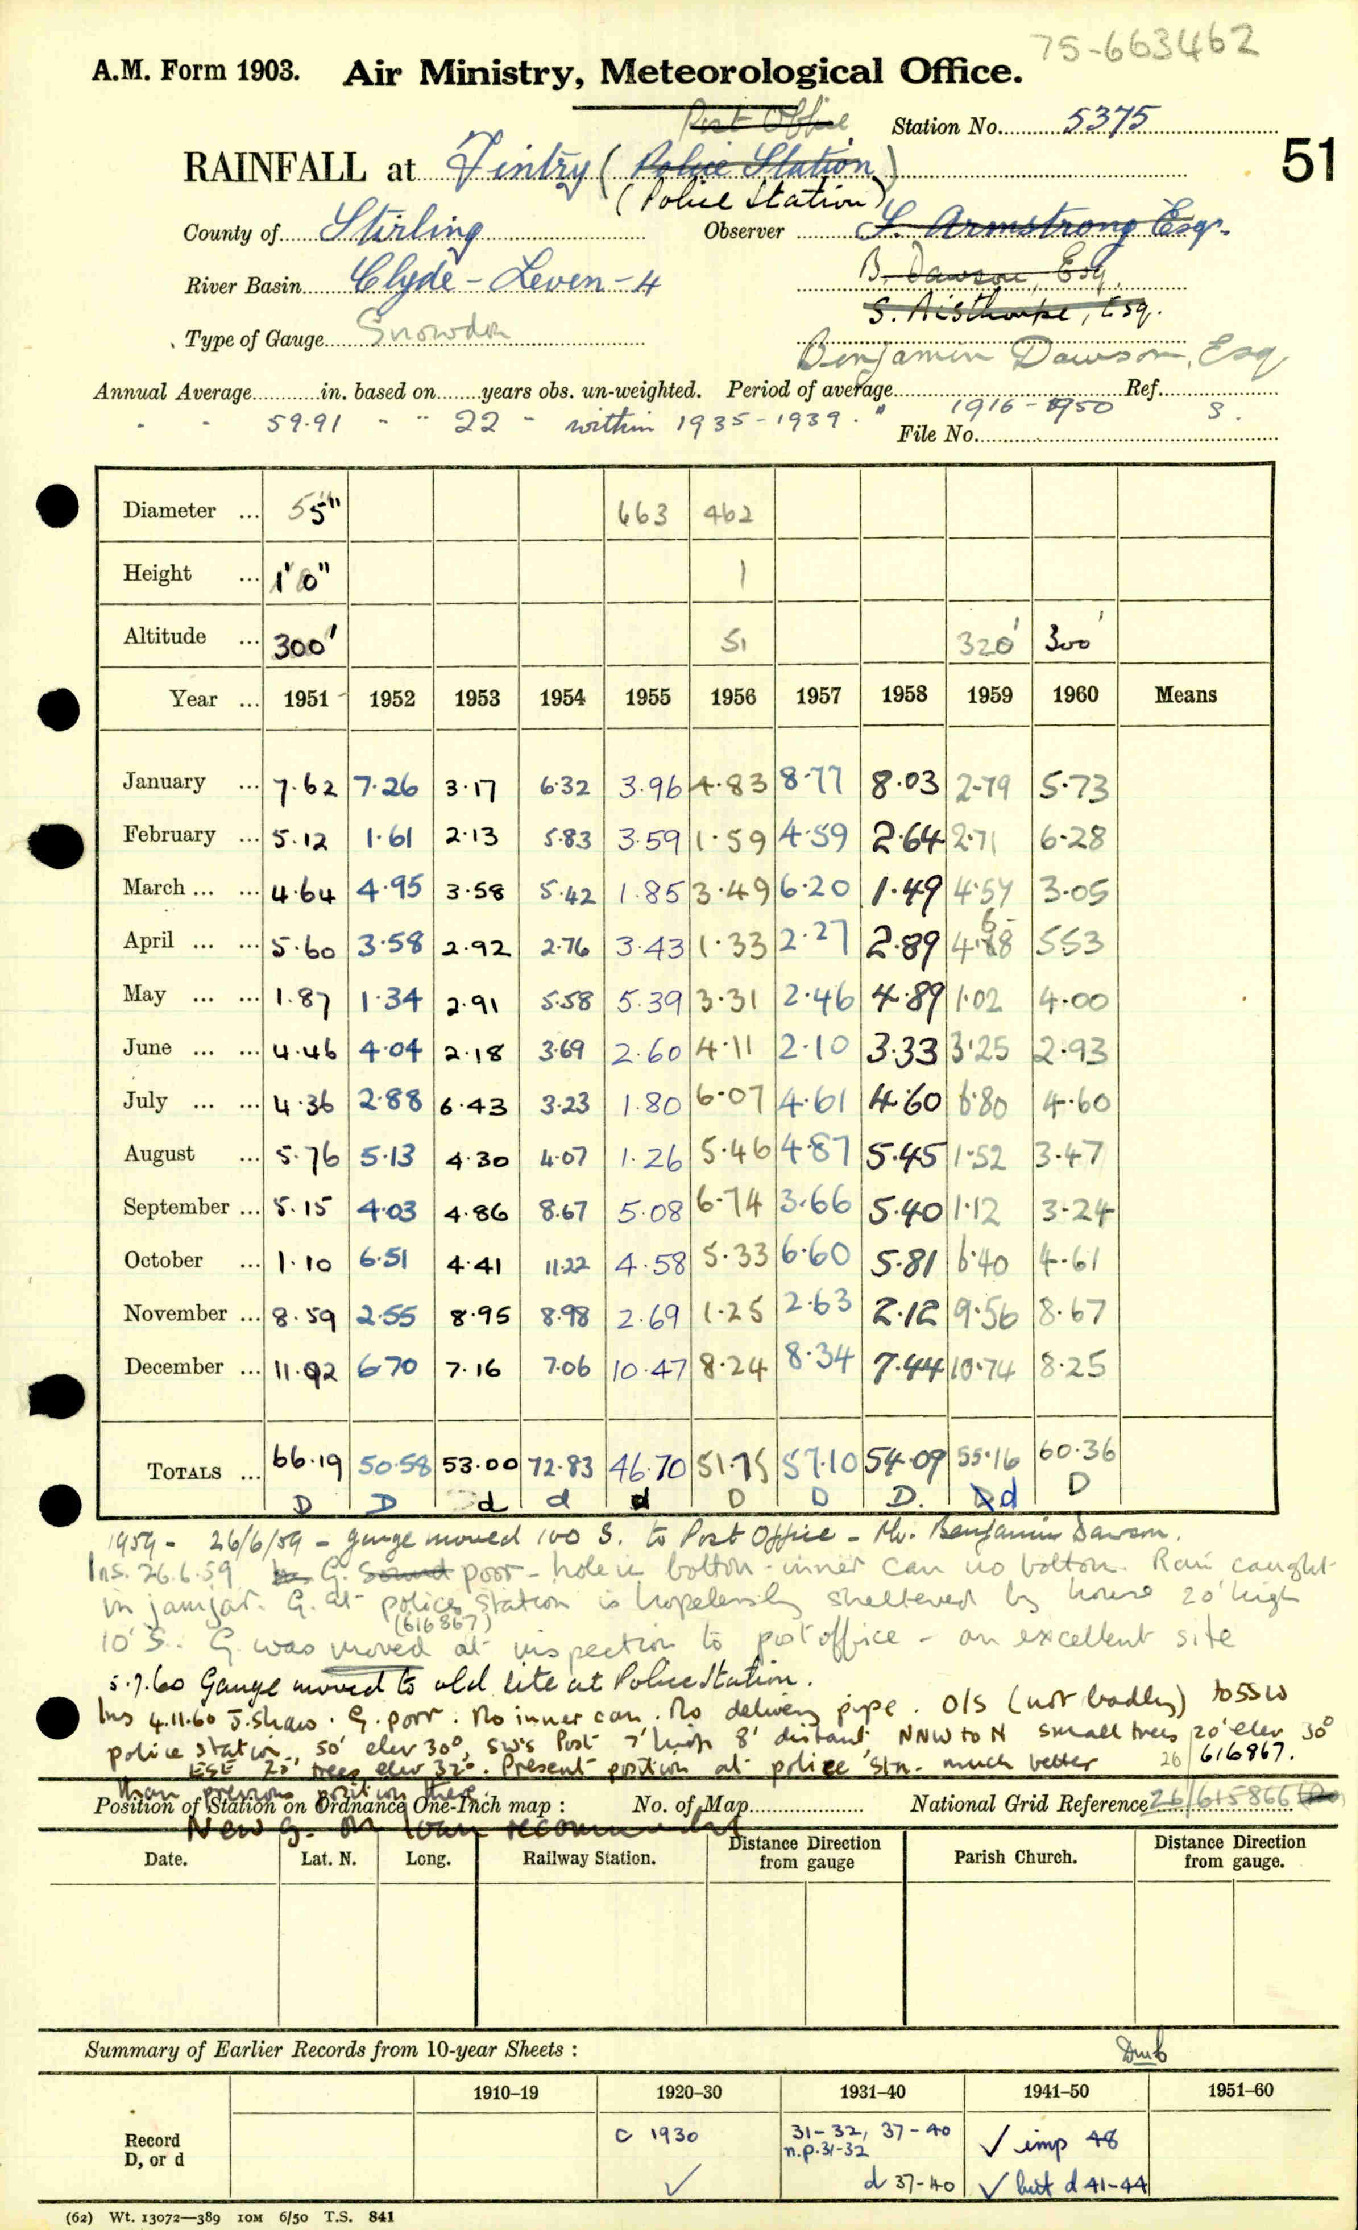 75-663462
A.M. Form 1903. Air Ministry, Meteorological Office.
Post Office Station No. 5375
RAINFALL at Fintry (Police Station) 51
(Police Station)
County of Stirling Observer S. Armstrong Esqr.
B. Dawson, Esq.
River Basin Clyde - Leven - 4
S. Aisthorpe, Esq.
Type of Gauge Snowdon
Benjamin Dawson, Esq
Annual Average in. based on years obs. un-weighted. Period of average Ref.
" " 59.91 " " 22 " within 1935-1939. " 1916-1950 S.
File No.
Diameter ... 5" 663 462
Height ... 1' 0" 1
Altitude ... 300' 51 320' 300'
Year ... 1951 1952 1953 1954 1955 1956 1957 1958 1959 1960 Means
January ... 7.62 7.26 3.17 6.32 3.96 4.83 8.77 8.03 2.79 5.73
February ... 5.12 1.61 2.13 5.83 3.59 1.59 4.59 2.64 2.71 6.28
March ... ... 4.64 4.95 3.58 5.42 1.85 3.49 6.20 1.49 4.57 3.05
April ... ... 5.60 3.58 2.92 2.76 3.43 1.33 2.27 2.89 4.68 5.53
May ... ... 1.87 1.34 2.91 5.58 5.39 3.31 2.46 4.89 1.02 4.00
June ... ... 4.46 4.04 2.18 3.69 2.60 4.11 2.10 3.33 3.25 2.93
July ... ... 4.36 2.88 6.43 3.23 1.80 6.07 4.61 4.60 6.80 4.60
August ... 5.76 5.13 4.30 4.07 1.26 5.46 4.87 5.45 1.52 3.47
September ... 5.15 4.03 4.86 8.67 5.08 6.74 3.66 5.40 1.12 3.24
October ... 1.10 6.51 4.41 11.22 4.58 5.33 6.60 5.81 6.40 4.61
November ... 8.59 2.55 8.95 8.98 2.69 1.25 2.63 2.12 9.56 8.67
December ... 11.92 6.70 7.16 7.06 10.47 8.24 8.34 7.44 10.74 8.25
TOTALS ... 66.19 50.58 53.00 72.83 46.70 51.75 57.10 54.09 55.16 60.36
D D d d d D D D. d D
1959 - 26/6/59 - gauge moved 100 S. to Post Office - Mr. Benjamin Dawson.
Ins. 26.6.59 G. Sound poor - hole in bottom - inner can no bottom. Rain caught
in jamjar. G. at police station is hopelessly sheltered by house 20' high
(616867)
10' S. G. was moved at inspection to post office - an excellent site
5.7.60 Gauge moved to old site at Police Station.
Ins 4.11.60 J. Shaw. G. poor. No inner can. No delivery pipe. O/S (not badly) to SSW
police station, 50' elev 30°, SW's Post 7' high 8' distant NNW to N small trees 20' elev 30°
ESE 25' trees elev 32°. Present position at police stn. much better 26/616867.
than previous position there.
Position of Station on Ordnance One-Inch map : No. of Map National Grid Reference 26/615866
New G. on loan recommended
Date. Lat. N. Long. Railway Station. Distance Direction from gauge Parish Church. Distance Direction from gauge.
Summary of Earlier Records from 10-year Sheets :
1910–19 1920–30 1931–40 1941–50 1951–60
Record D, or d
c 1930 31-32, 37-40 ✓ imp 48
n.p. 31-32
✓ d 37-40 ✓ but d 41-44
(62) Wt. 13072—389 10M 6/50 T.S. 841